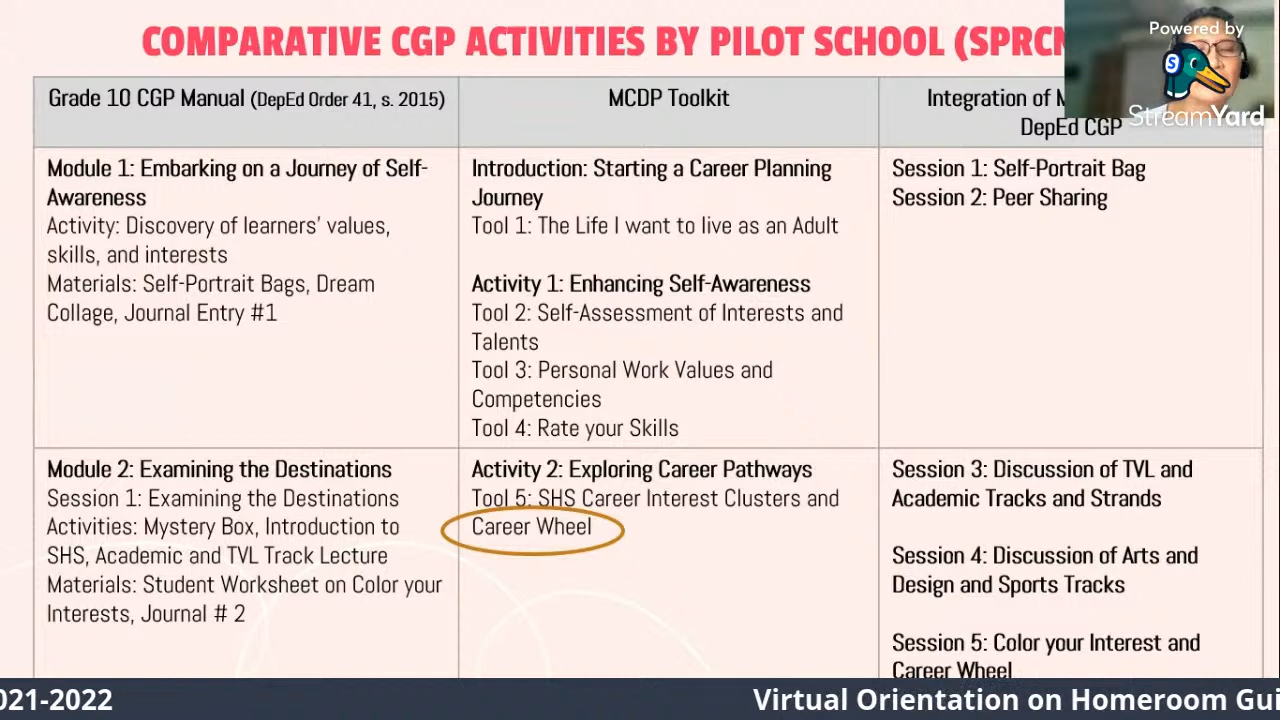 COMPARATIVE CGP ACTIVITIES BY PILOT SCHOOL
Powered by
S
StreamYard
Grade 10 CGP Manual (DepEd Order 41, s. 2015)
MCDP Toolkit
Integration of
DepEd CGP
Module 1: Embarking on a Journey of Self-
Awareness
Activity: Discovery of learners' values,
skills, and interests
Materials: Self-Portrait Bags, Dream
Collage, Journal Entry #1
Introduction: Starting a Career Planning
Journey
Tool 1: The Life I want to live as an Adult
Activity 1: Enhancing Self-Awareness
Tool 2: Self-Assessment of Interests and
Talents
Tool 3: Personal Work Values and
Competencies
Tool 4: Rate your Skills
Session 1: Self-Portrait Bag
Session 2: Peer Sharing
Module 2: Examining the Destinations
Session 1: Examining the Destinations
Activities: Mystery Box, Introduction to
SHS, Academic and TVL Track Lecture
Materials: Student Worksheet on Color your
Interests, Journal # 2
Activity 2: Exploring Career Pathways
Tool 5: SHS Career Interest Clusters and
Career Wheel
Session 3: Discussion of TVL and
Academic Tracks and Strands
Session 4: Discussion of Arts and
Design and Sports Tracks
Session 5: Color your Interest and
Career Wheel
021-2022
Virtual Orientation on Homeroom Gui